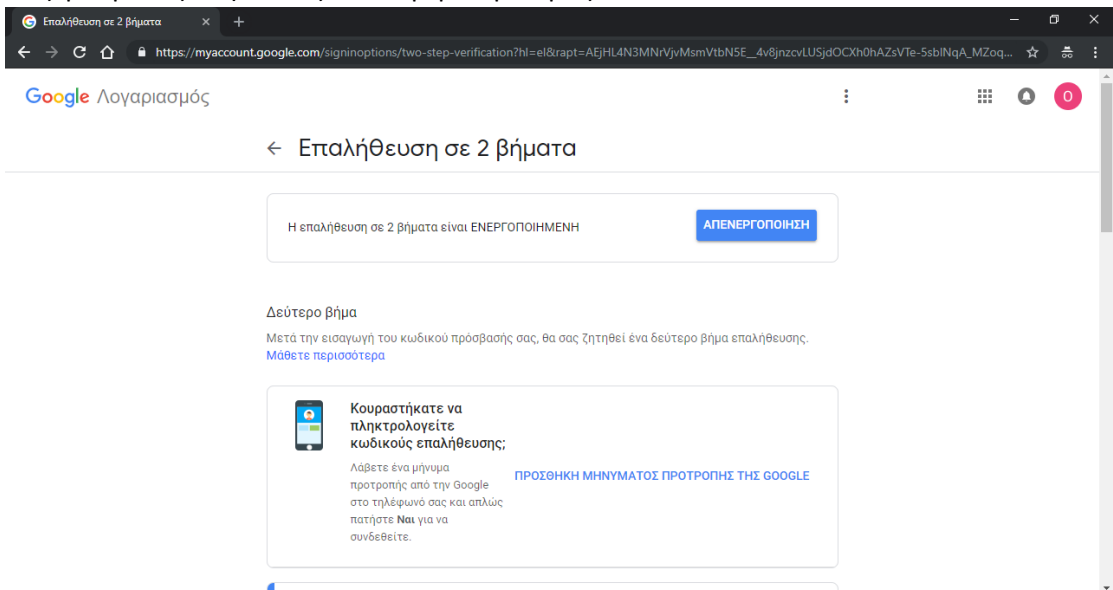 Επαλήθευση σε 2 βήματα
https://myaccount.google.com/signinoptions/two-step-verification?hl=el&rapt=AEjHL4N3MNrVjvMsmVtbN5E__4v8jnzcvLUSjdOCXh0hAZsVTe-5sbINqA_MZoq...
Google Λογαριασμός
O
Επαλήθευση σε 2 βήματα
Η επαλήθευση σε 2 βήματα είναι ΕΝΕΡΓΟΠΟΙΗΜΕΝΗ
ΑΠΕΝΕΡΓΟΠΟΙΗΣΗ
Δεύτερο βήμα
Μετά την εισαγωγή του κωδικού πρόσβασής σας, θα σας ζητηθεί ένα δεύτερο βήμα επαλήθευσης.
Μάθετε περισσότερα
Κουραστήκατε να
πληκτρολογείτε
κωδικούς επαλήθευσης;
Λάβετε ένα μήνυμα
προτροπής από την Google
στο τηλέφωνό σας και απλώς
πατήστε Ναι για να
συνδεθείτε.
ΠΡΟΣΘΗΚΗ ΜΗΝΥΜΑΤΟΣ ΠΡΟΤΡΟΠΗΣ ΤΗΣ GOOGLE